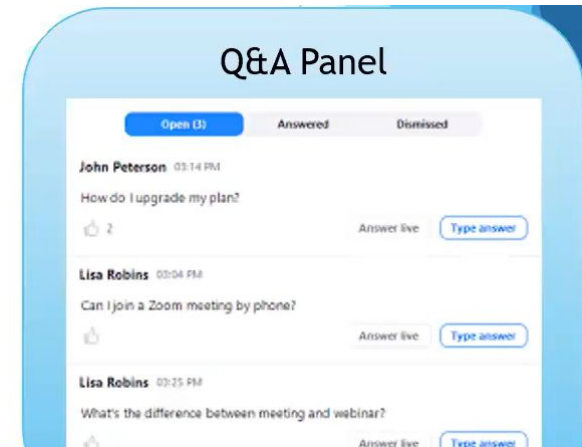 Q&A Panel
Open (3) Answered Dismissed
John Peterson 03:14 PM
How do I upgrade my plan?
2
Answer live Type answer
Lisa Robins 03:04 PM
Can I join a Zoom meeting by phone?
Answer live Type answer
Lisa Robins 03:25 PM
What's the difference between meeting and webinar?
Answer live Type answer